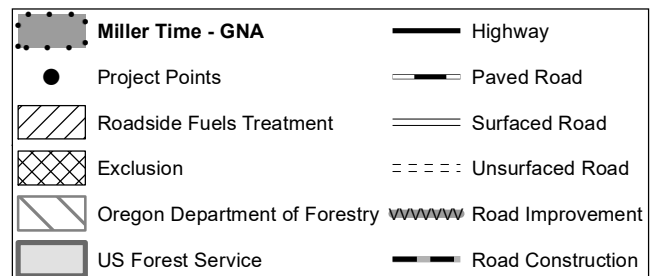 Miller Time - GNA
Project Points
Roadside Fuels Treatment
Exclusion
Oregon Department of Forestry
US Forest Service
Highway
Paved Road
Surfaced Road
Unsurfaced Road
Road Improvement
Road Construction